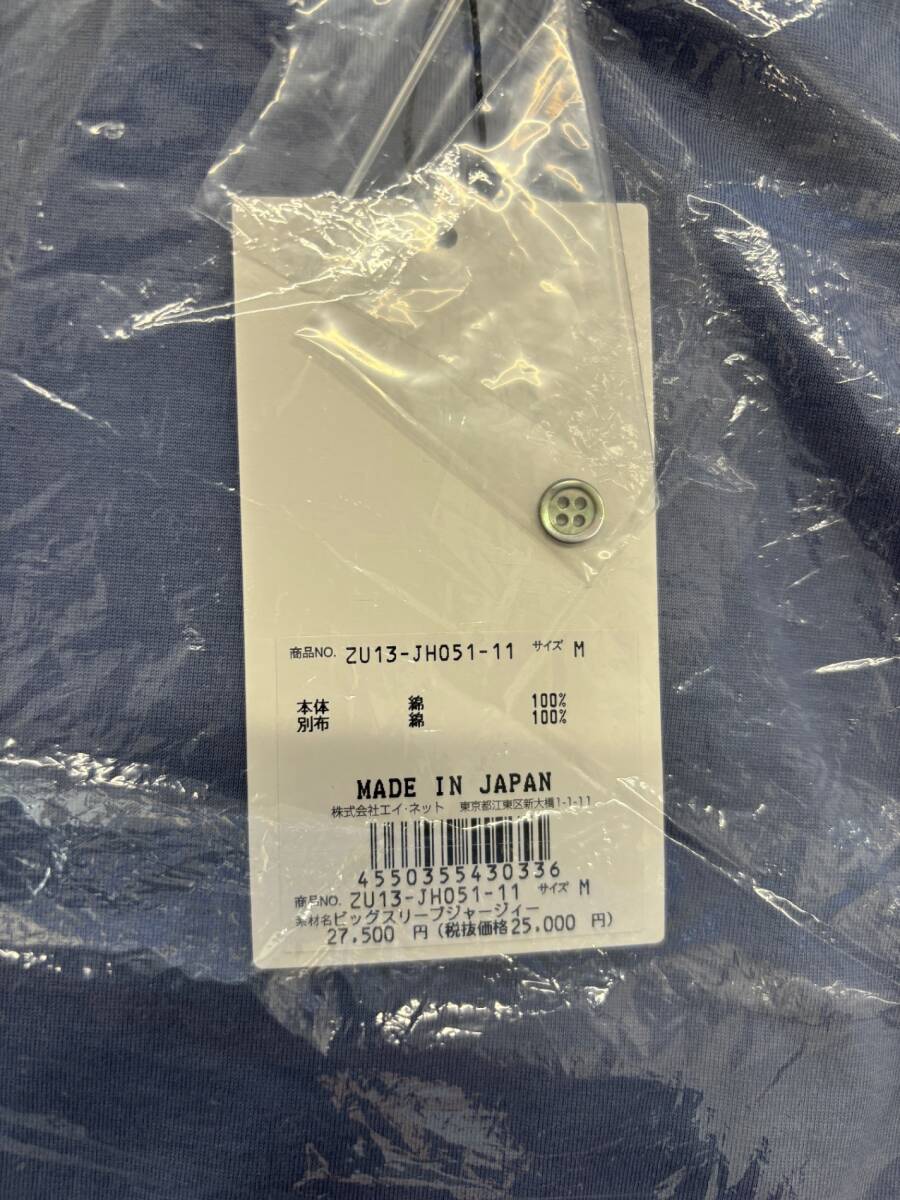 商品NO. ZU13-JH051-11 サイズ M
本体 綿 100%
別布 綿 100%
MADE IN JAPAN
株式会社エイ・ネット 東京都江東区新大橋1-1-11
4550355430336
商品NO. ZU13-JH051-11 サイズ M
素材名ビッグスリーブジャージィー
27,500 円 (税抜価格25,000 円)